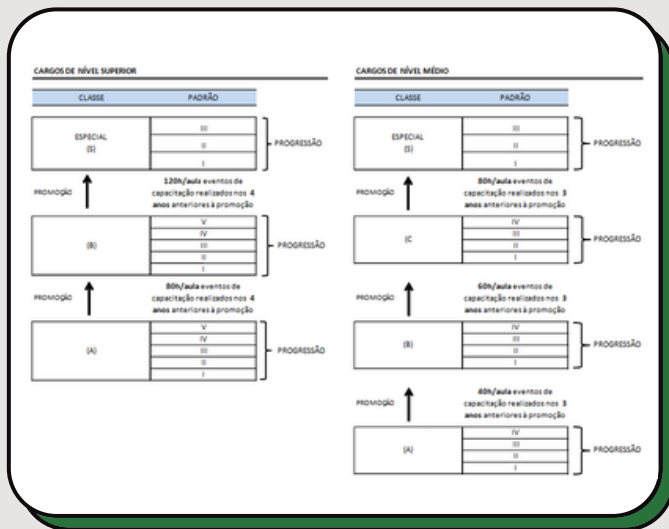 CARGOS DE NÍVEL SUPERIOR
CLASSE PADRÃO
ESPECIAL
(S)
III
II
I
PROGRESSÃO
PROMOÇÃO
120h/aula eventos de
capacitação realizados nos 4
anos anteriores à promoção
(B)
V
IV
III
II
I
PROGRESSÃO
PROMOÇÃO
80h/aula eventos de
capacitação realizados nos 4
anos anteriores à promoção
(A)
V
IV
III
II
I
PROGRESSÃO
CARGOS DE NÍVEL MÉDIO
CLASSE PADRÃO
ESPECIAL
(S)
III
II
I
PROGRESSÃO
PROMOÇÃO
80h/aula eventos de
capacitação realizados nos 3
anos anteriores à promoção
(C
IV
III
II
I
PROGRESSÃO
PROMOÇÃO
60h/aula eventos de
capacitação realizados nos 3
anos anteriores à promoção
(B)
IV
III
II
I
PROGRESSÃO
PROMOÇÃO
40h/aula eventos de
capacitação realizados nos 3
anos anteriores à promoção
(A)
IV
III
II
I
PROGRESSÃO